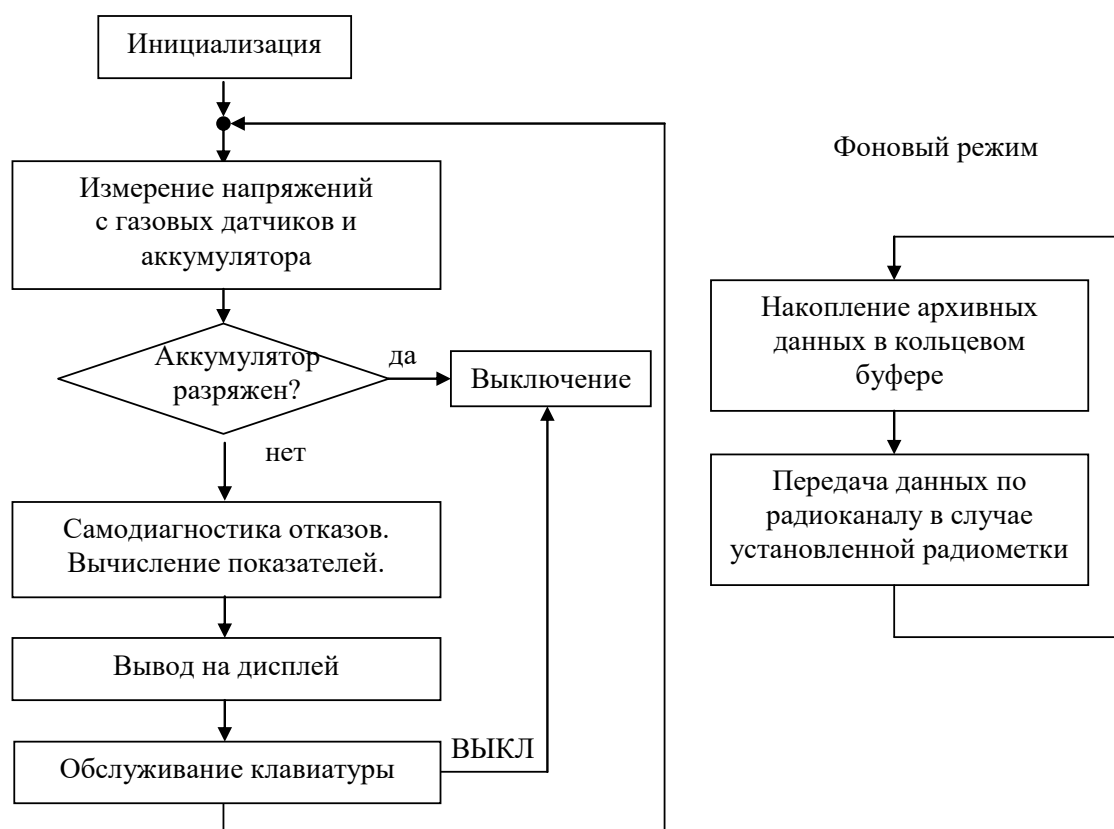 Инициализация
Измерение напряжений
с газовых датчиков и
аккумулятора
Аккумулятор
разряжен?
да
Выключение
нет
Самодиагностика отказов.
Вычисление показателей.
Вывод на дисплей
Обслуживание клавиатуры
ВЫКЛ
Фоновый режим
Накопление архивных
данных в кольцевом
буфере
Передача данных по
радиоканалу в случае
установленной радиометки